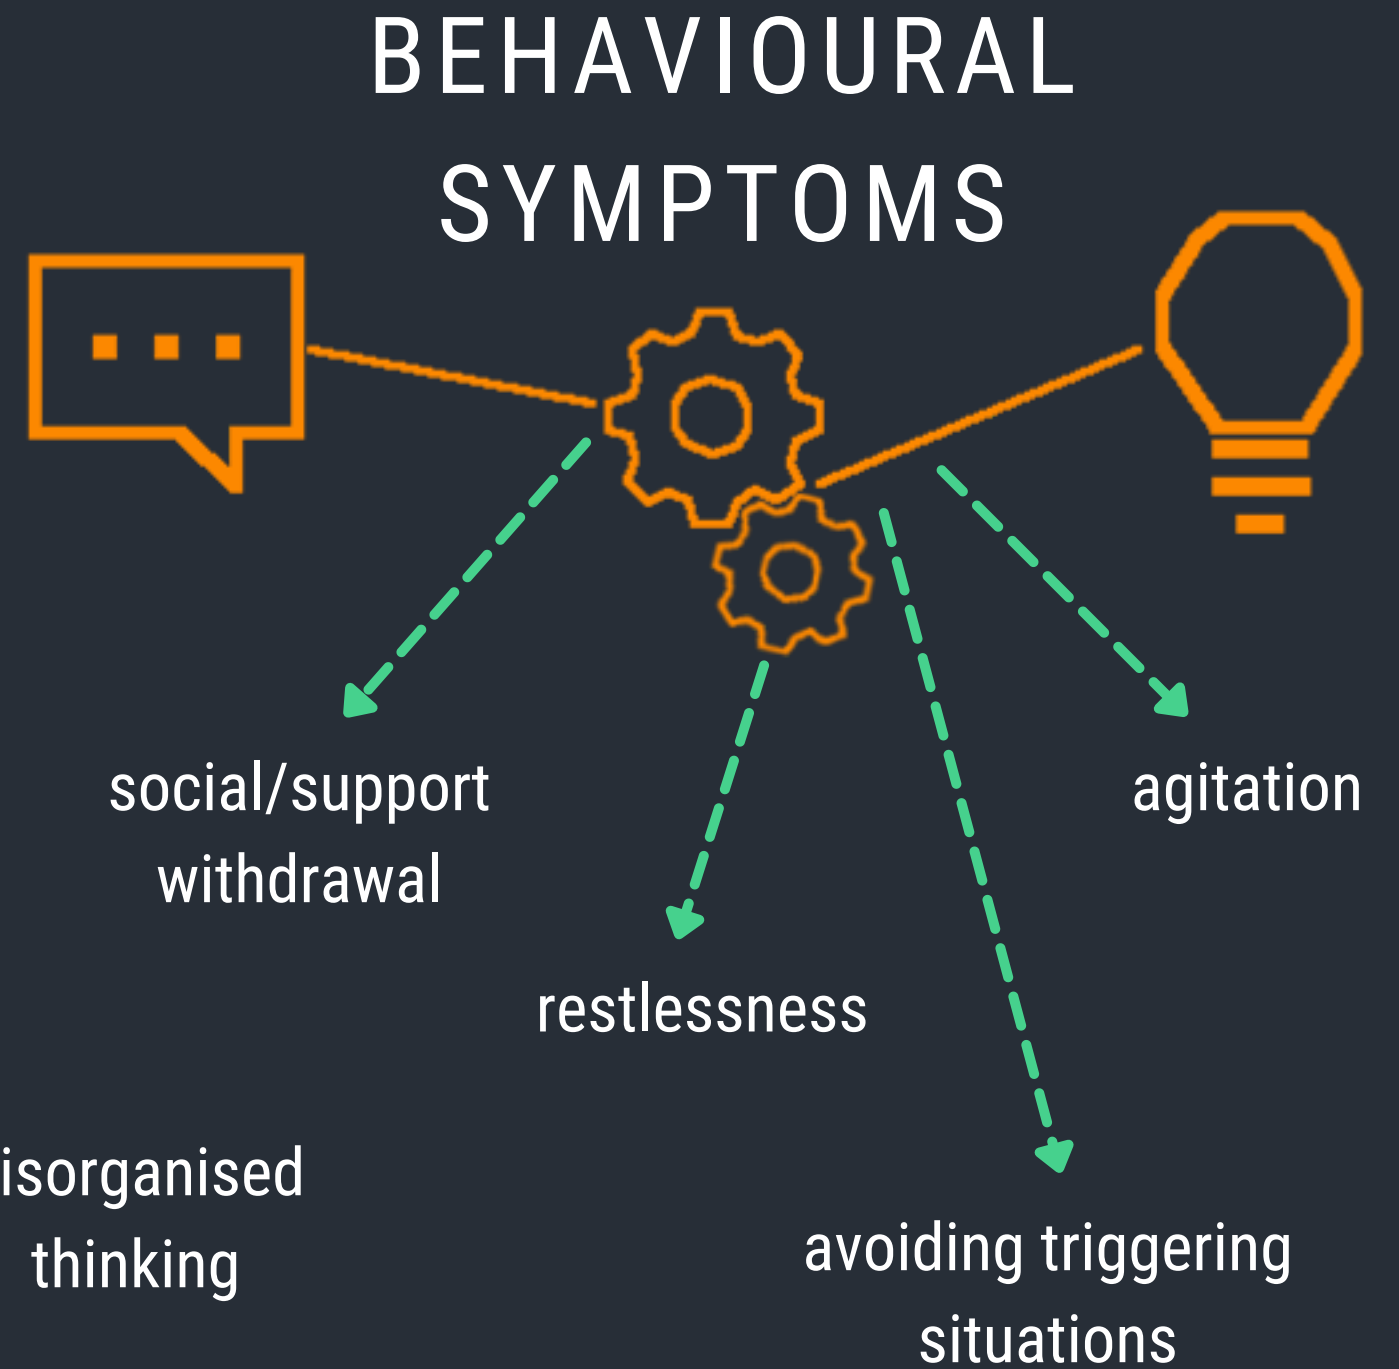 BEHAVIOURAL
SYMPTOMS
social/support
withdrawal
agitation
restlessness
isorganised
thinking
avoiding triggering
situations